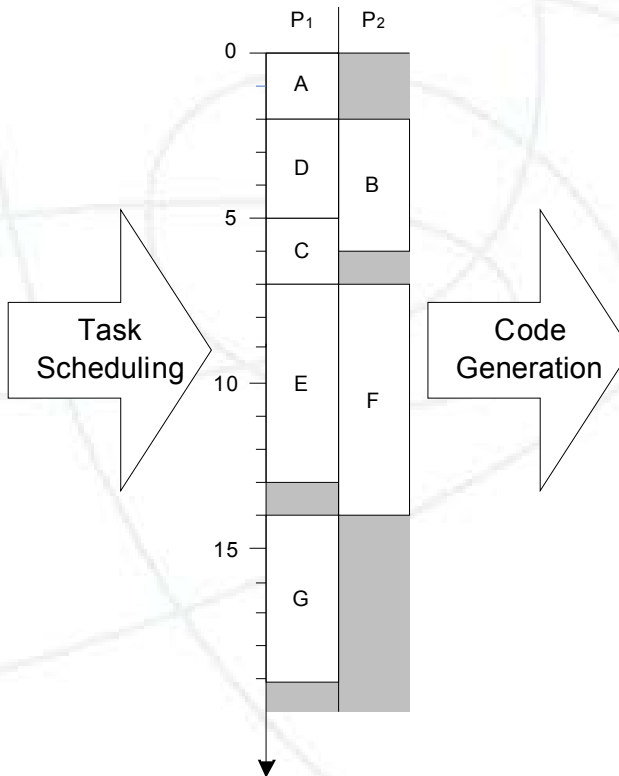 P1 P2
0
A
D
B
5
C
Task
Scheduling
Code
Generation
10
E
F
15
G